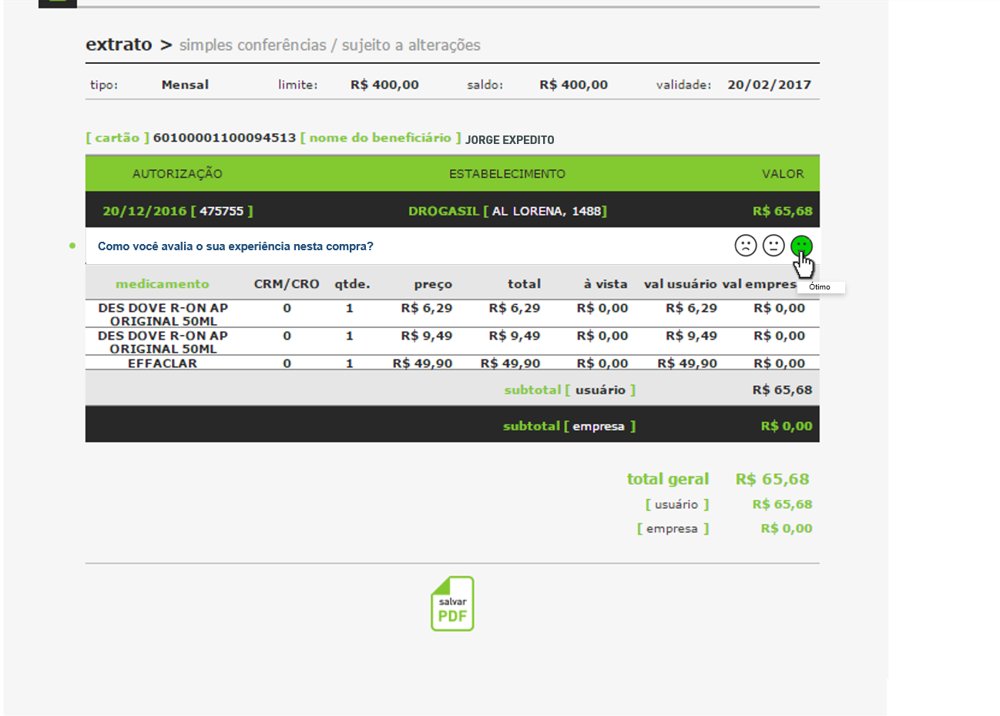 extrato > simples conferências / sujeito a alterações
tipo: Mensal limite: R$ 400,00 saldo: R$ 400,00 validade: 20/02/2017
[ cartão ] 60100001100094513 [ nome do beneficiário ] JORGE EXPEDITO
AUTORIZAÇÃO ESTABELECIMENTO VALOR
20/12/2016 [ 475755 ] DROGASIL [ AL LORENA, 1488] R$ 65,68
Como você avalia o sua experiência nesta compra?
Ótimo
medicamento CRM/CRO qtde. preço total à vista val usuário val empres
DES DOVE R-ON AP 0 1 R$ 6,29 R$ 6,29 R$ 0,00 R$ 6,29 R$ 0,00
ORIGINAL 50ML
DES DOVE R-ON AP 0 1 R$ 9,49 R$ 9,49 R$ 0,00 R$ 9,49 R$ 0,00
ORIGINAL 50ML
EFFACLAR 0 1 R$ 49,90 R$ 49,90 R$ 0,00 R$ 49,90 R$ 0,00
subtotal [ usuário ] R$ 65,68
subtotal [ empresa ] R$ 0,00
total geral R$ 65,68
[ usuário ] R$ 65,68
[ empresa ] R$ 0,00
salvar
PDF